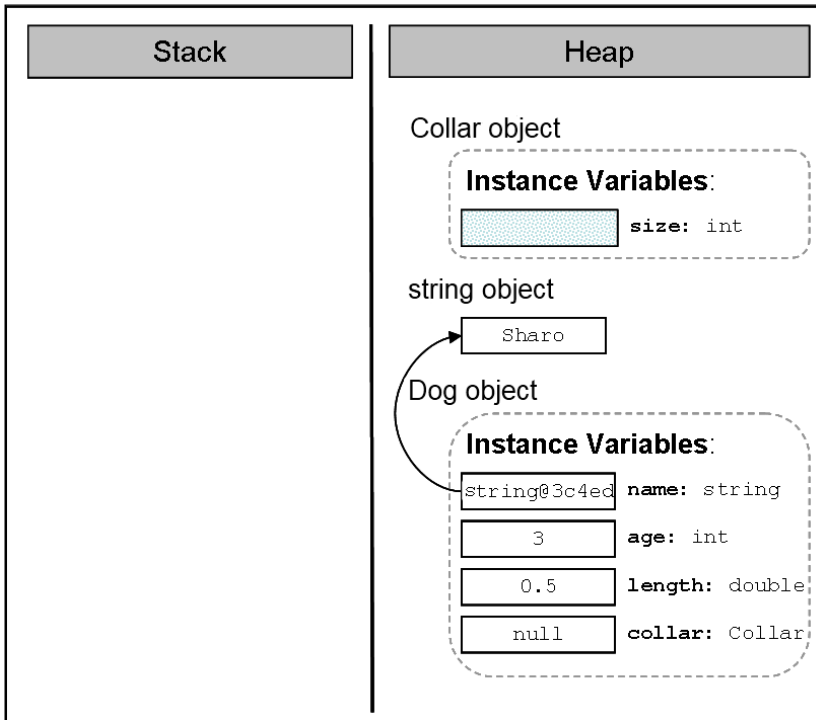 Stack
Heap
Collar object
Instance Variables:
size: int
string object
Sharo
Dog object
Instance Variables:
string@3c4ed name: string
3 age: int
0.5 length: double
null collar: Collar